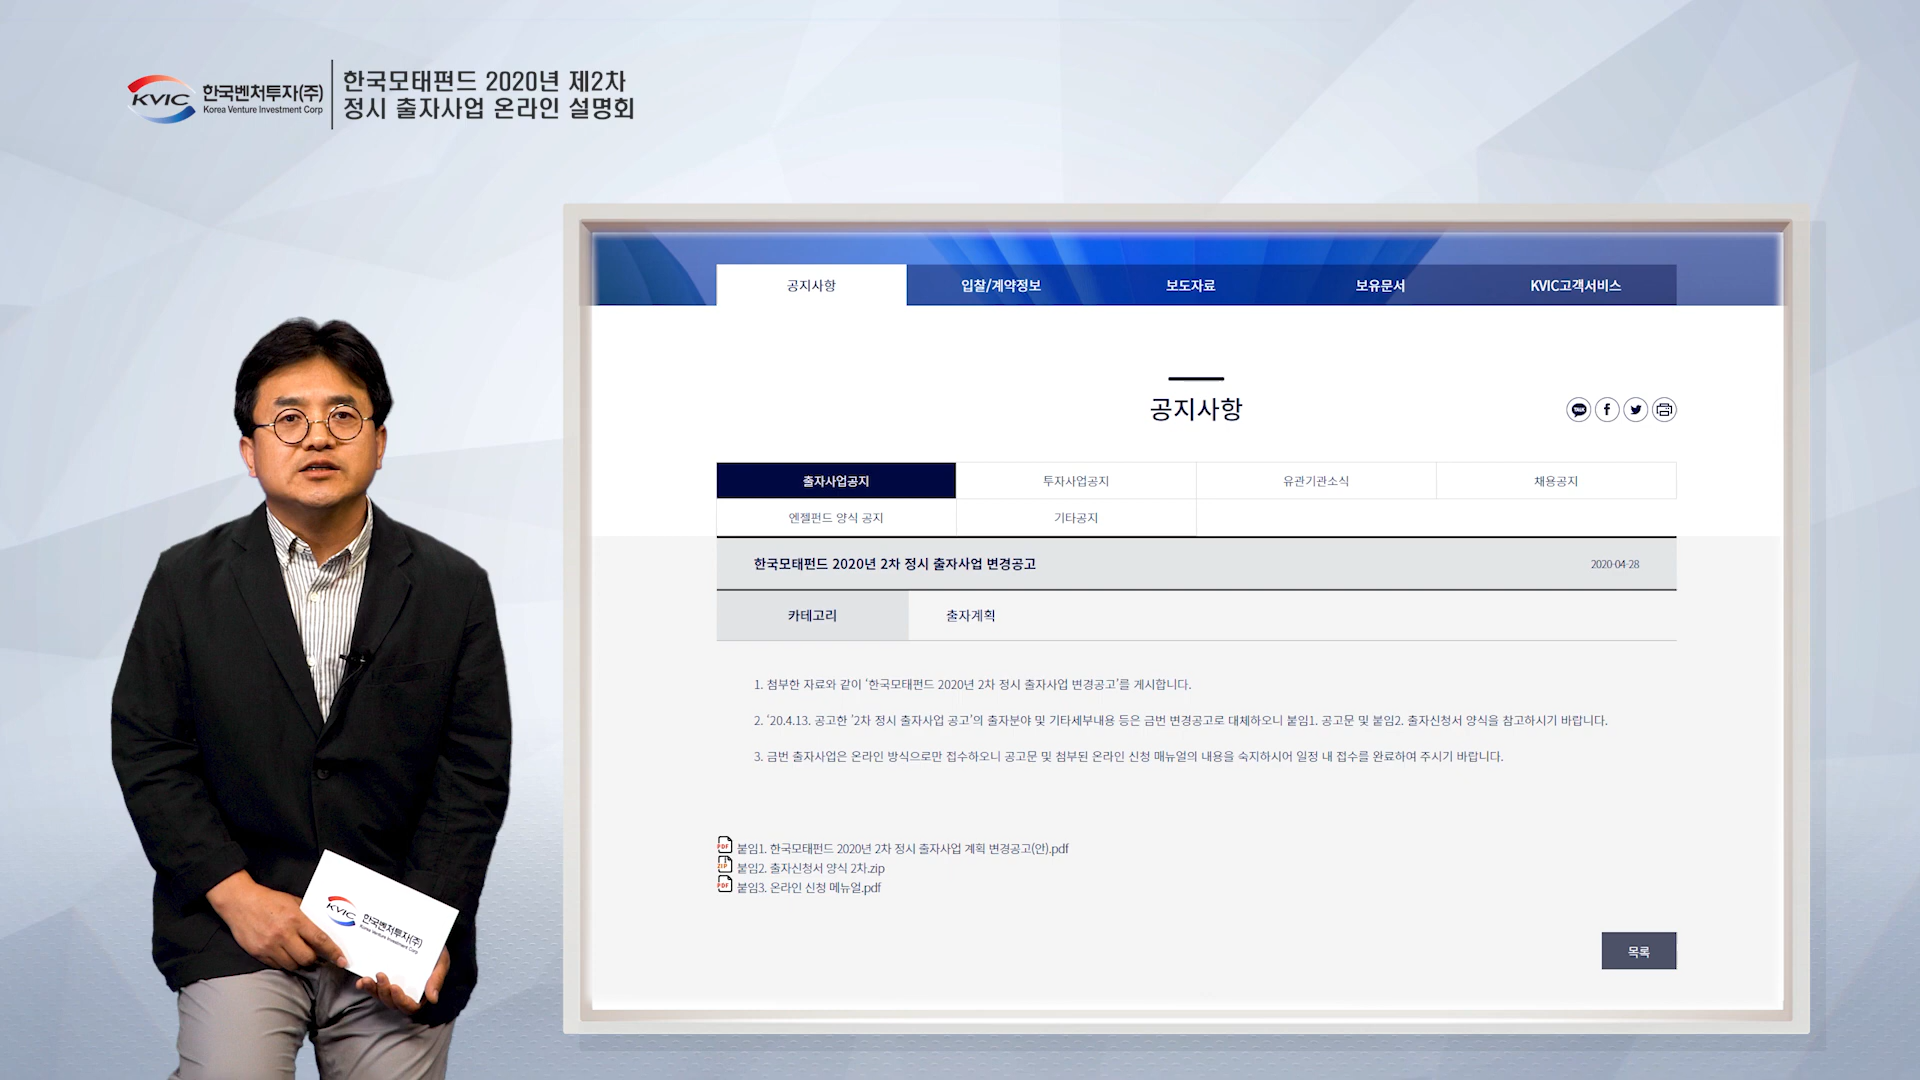 KVIC
한국벤처투자(주)
Korea Venture Investment Corp
한국모태펀드 2020년 제2차
정시 출자사업 온라인 설명회
공지사항
입찰/계약정보
보도자료
보유문서
KVIC고객서비스
공지사항
TALK
출자사업공지
투자사업공지
유관기관소식
채용공지
엔젤펀드 양식 공지
기타공지
한국모태펀드 2020년 2차 정시 출자사업 변경공고
2020-04-28
카테고리
출자계획
1. 첨부한 자료와 같이 ‘한국모태펀드 2020년 2차 정시 출자사업 변경공고’를 게시합니다.
2. ‘20.4.13. 공고한 ’2차 정시 출자사업 공고’의 출자분야 및 기타세부내용 등은 금번 변경공고로 대체하오니 붙임1. 공고문 및 붙임2. 출자신청서 양식을 참고하시기 바랍니다.
3. 금번 출자사업은 온라인 방식으로만 접수하오니 공고문 및 첨부된 온라인 신청 매뉴얼의 내용을 숙지하시어 일정 내 접수를 완료하여 주시기 바랍니다.
PDF 붙임1. 한국모태펀드 2020년 2차 정시 출자사업 계획 변경공고(안).pdf
ZIP 붙임2. 출자신청서 양식 2차.zip
PDF 붙임3. 온라인 신청 메뉴얼.pdf
목록
KVIC
한국벤처투자(주)
Korea Venture Investment Corp